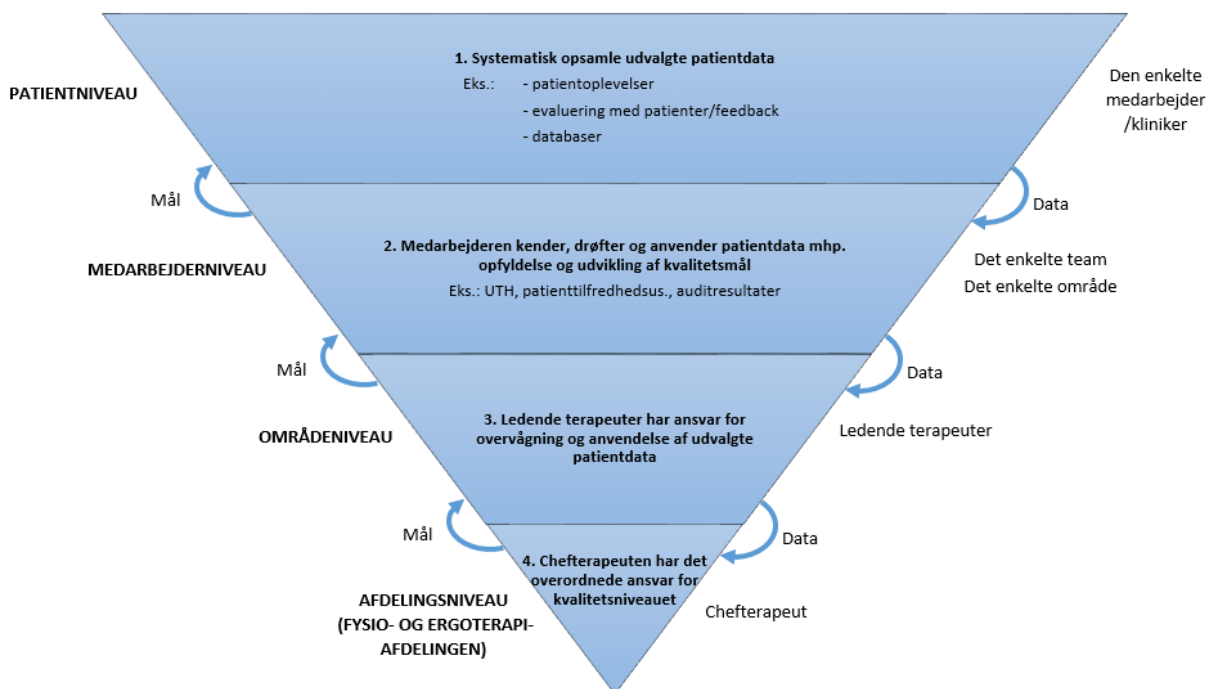 1. Systematisk opsamle udvalgte patientdata
Eks.: - patientoplevelser
- evaluering med patienter/feedback
- databaser
PATIENTNIVEAU
Den enkelte
medarbejder
/kliniker
Mål
Data
2. Medarbejderen kender, drøfter og anvender patientdata mhp.
opfyldelse og udvikling af kvalitetsmål
Eks.: UTH, patienttilfredhedsus., auditresultater
MEDARBEJDERNIVEAU
Det enkelte team
Det enkelte område
Mål
Data
3. Ledende terapeuter har ansvar for
overvågning og anvendelse af udvalgte
patientdata
OMRÅDENIVEAU
Ledende terapeuter
Mål
Data
4. Chefterapeuten har det
overordnede ansvar for
kvalitetsniveauet
AFDELINGSNIVEAU
(FYSIO- OG ERGOTERAPI-
AFDELINGEN)
Chefterapeut